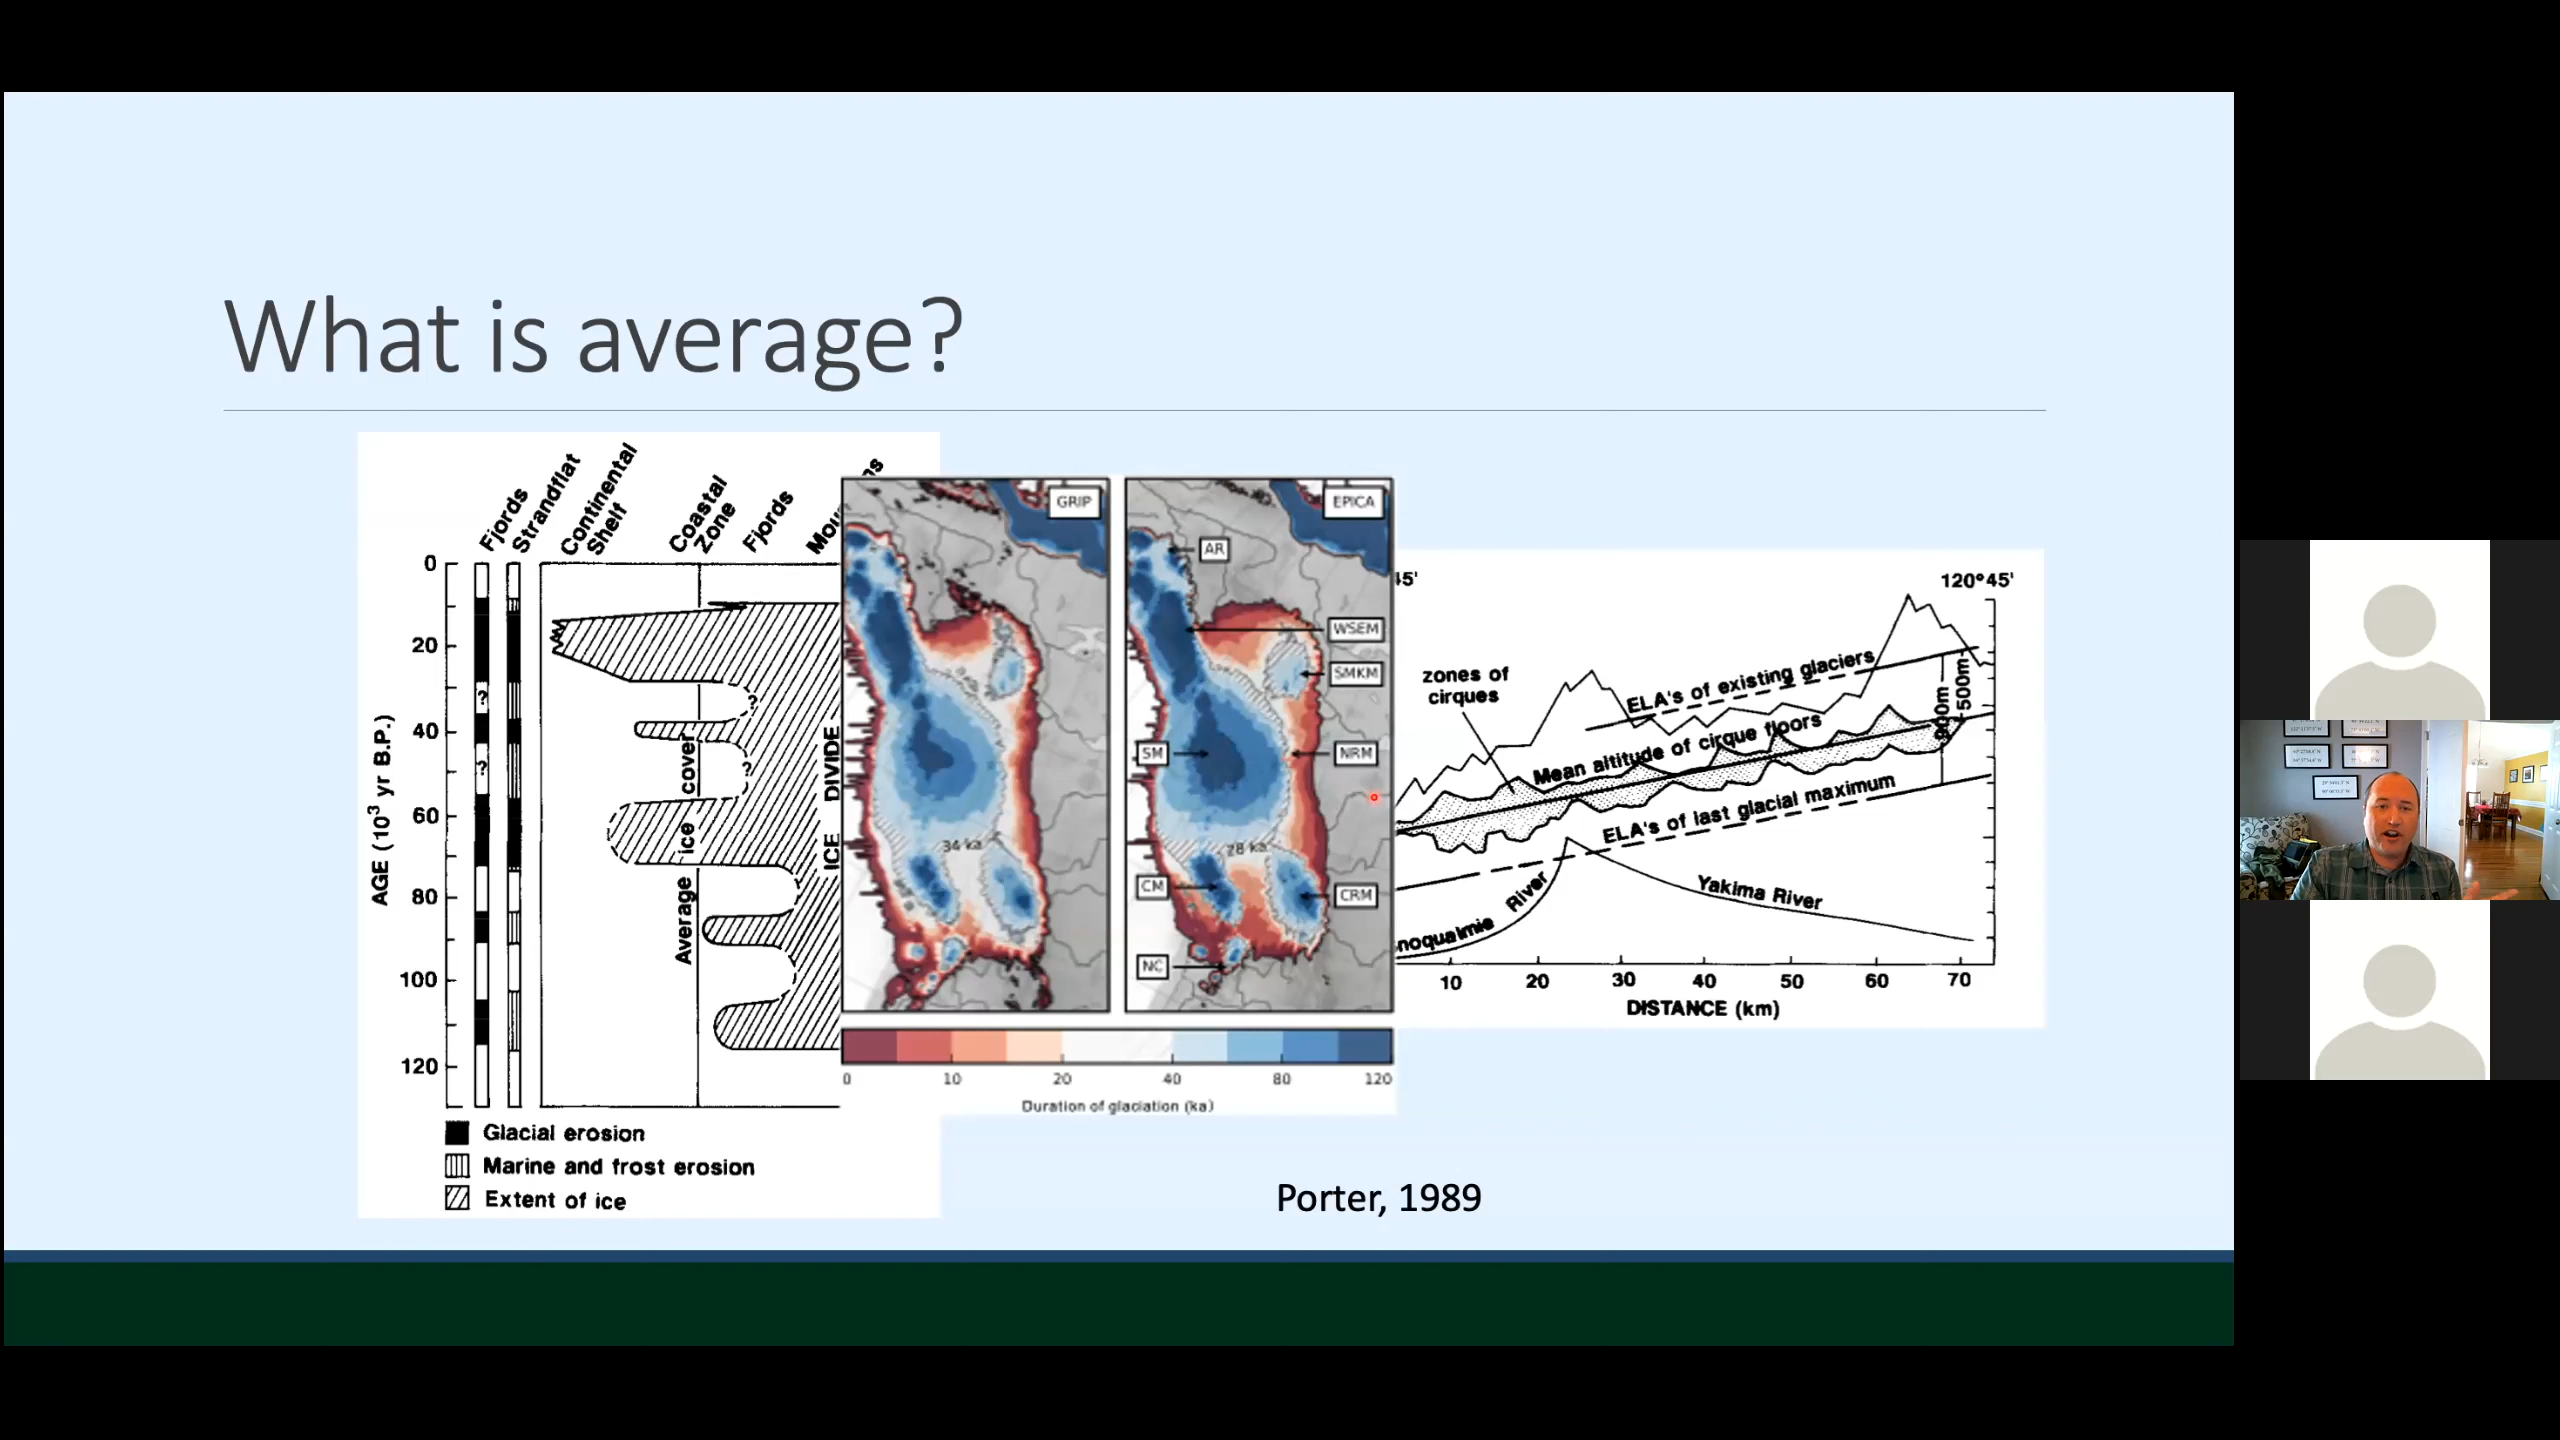 What is average?
Fjords
Strandflat
Continental
Shelf
Coastal
Zone
Fjords
AGE (10³ yr B.P.)
0
20
40
60
80
100
120
?
?
?
?
Average ice cover
ICE DIVIDE
Glacial erosion
Marine and frost erosion
Extent of ice
GRIP
34 ka
EPICA
AR
WSEM
SMKM
SM
NRM
28 ka
CM
CRM
NC
0 10 20 40 80 120
Duration of glaciation (ka)
45'
120°45'
zones of
cirques
ELA's of existing glaciers
Mean altitude of cirque floors
ELA's of last glacial maximum
900m
500m
noqualmie River
Yakima River
10 20 30 40 50 60 70
DISTANCE (km)
Porter, 1989